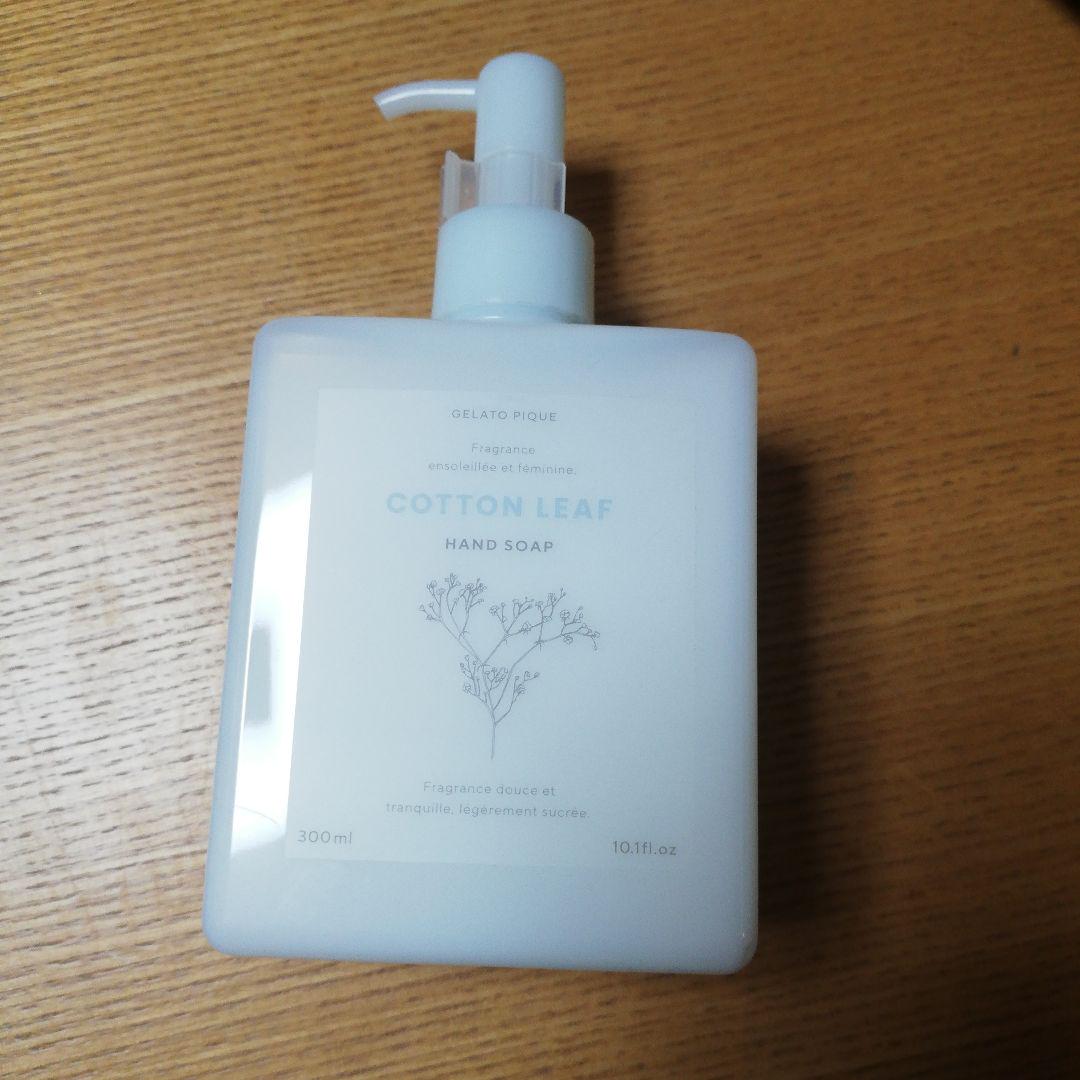 GELATO PIQUE
Fragrance
ensoleillée et féminine.
COTTON LEAF
HAND SOAP
Fragrance douce et
tranquille, légèrement sucrée.
300ml
10.1fl.oz